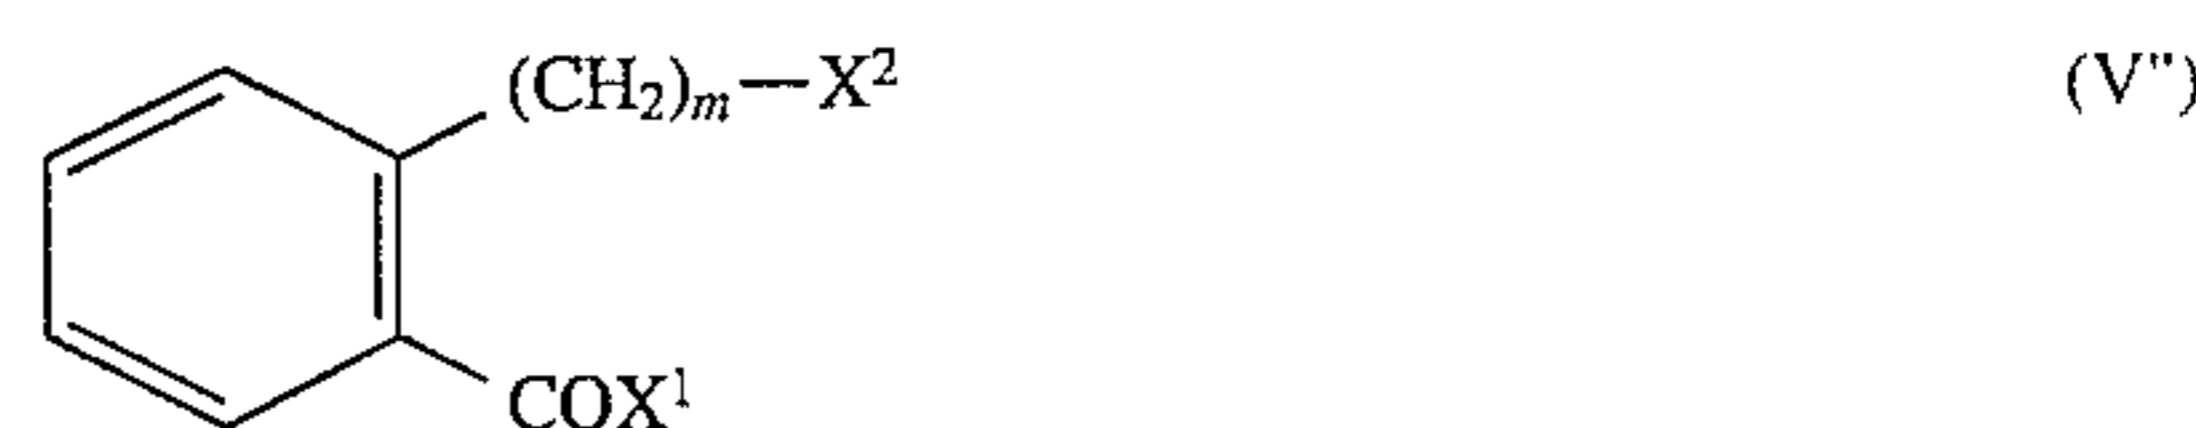 (CH₂)ₘ—X² (V")
COX¹